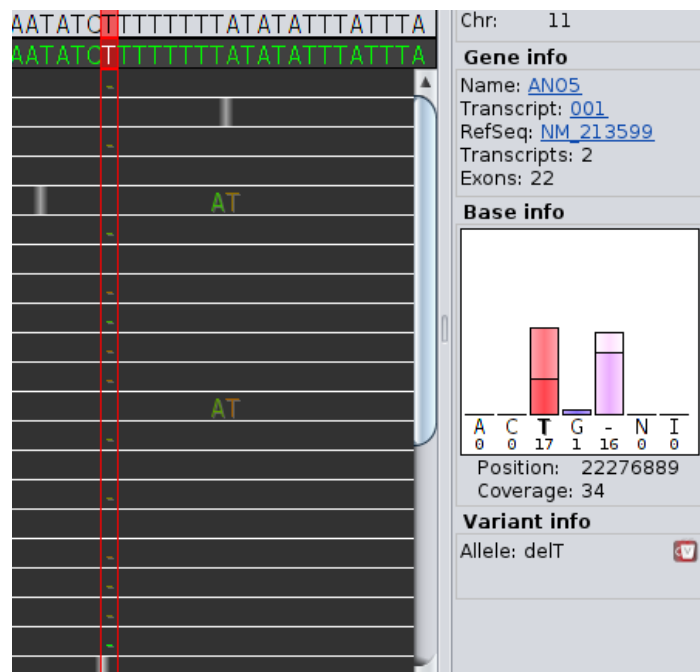 AATATCTTTTTTTTATATATTTATTTA
AATATCTTTTTTTTATATATTTATTTA
-
-
AT
-
-
-
-
-
AT
-
-
-
-
-
-
Chr: 11
Gene info
Name: ANO5
Transcript: 001
RefSeq: NM_213599
Transcripts: 2
Exons: 22
Base info
A C T G - N I
0 0 17 1 16 0 0
Position: 22276889
Coverage: 34
Variant info
Allele: delT